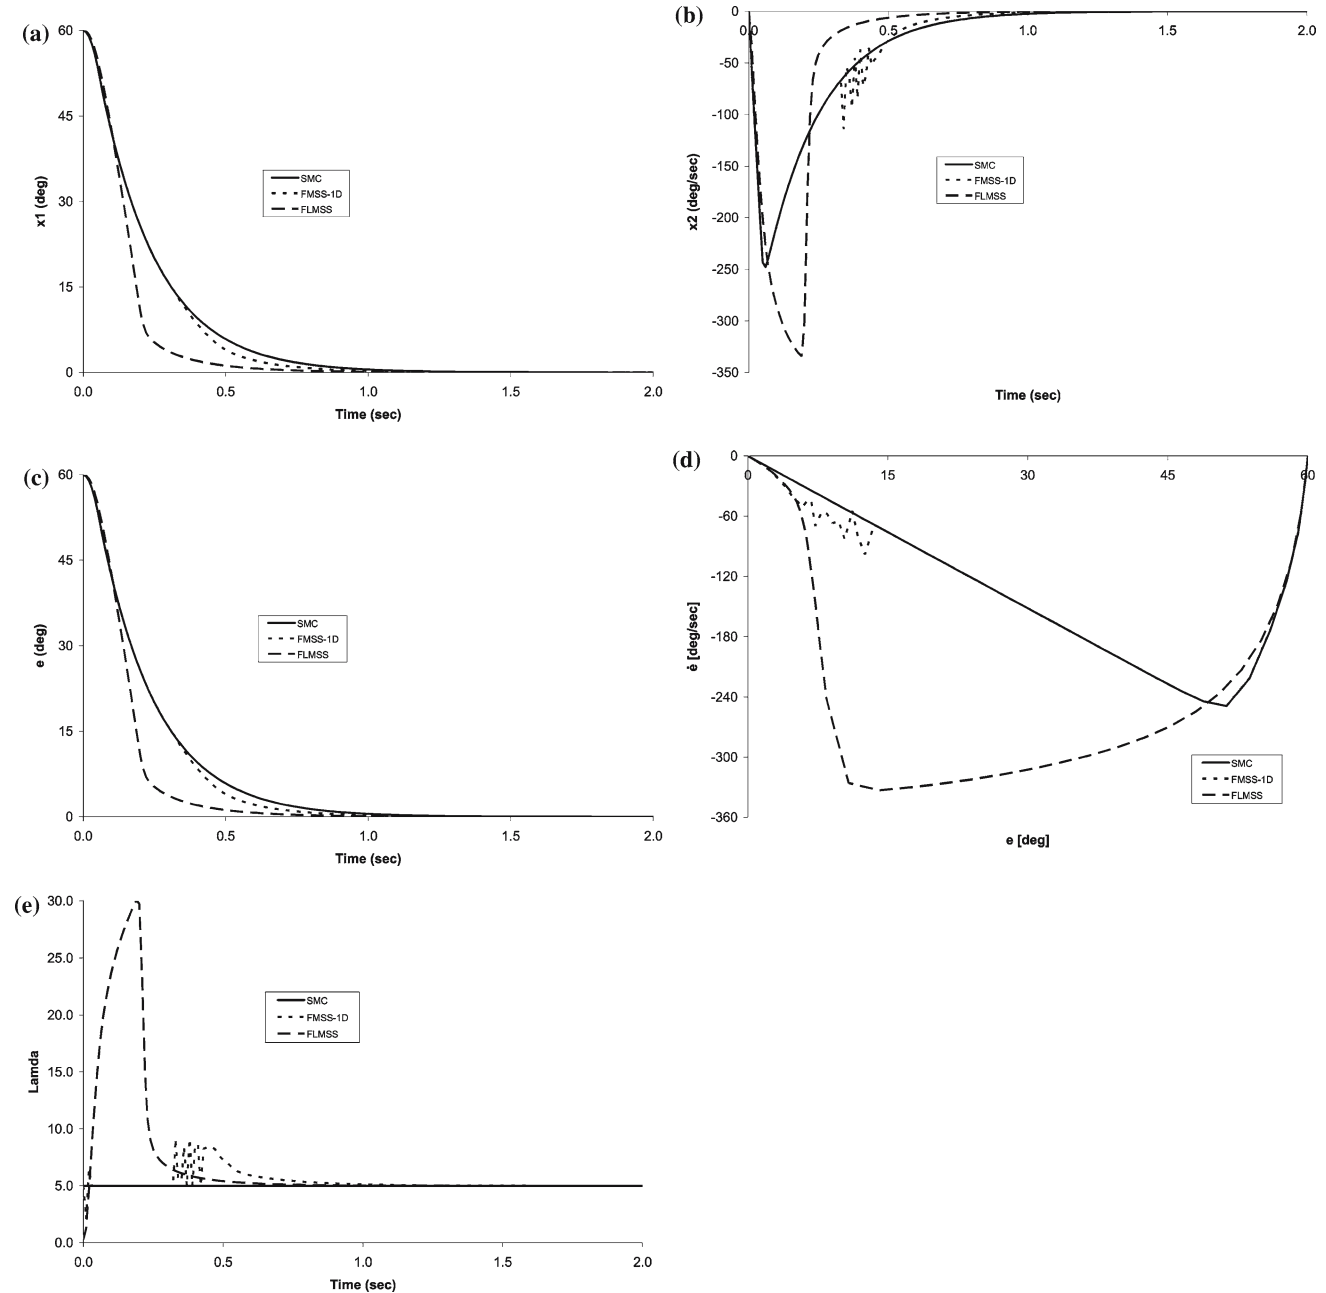 (a)
60
45
30
15
0
x1 (deg)
SMC
FMSS-1D
FLMSS
0.0 0.5 1.0 1.5 2.0
Time (sec)
(b)
0
-50
-100
-150
-200
-250
-300
-350
x2 (deg/sec)
0.0 0.5 1.0 1.5 2.0
SMC
FMSS-1D
FLMSS
Time (sec)
(c)
60
45
30
15
0
e (deg)
SMC
FMSS-1D
FLMSS
0.0 0.5 1.0 1.5 2.0
Time (sec)
(d)
0
-60
-120
-180
-240
-300
-360
ė [deg/sec]
0 15 30 45 60
SMC
FMSS-1D
FLMSS
e [deg]
(e)
30.0
25.0
20.0
15.0
10.0
5.0
0.0
Lamda
SMC
FMSS-1D
FLMSS
0.0 0.5 1.0 1.5 2.0
Time (sec)